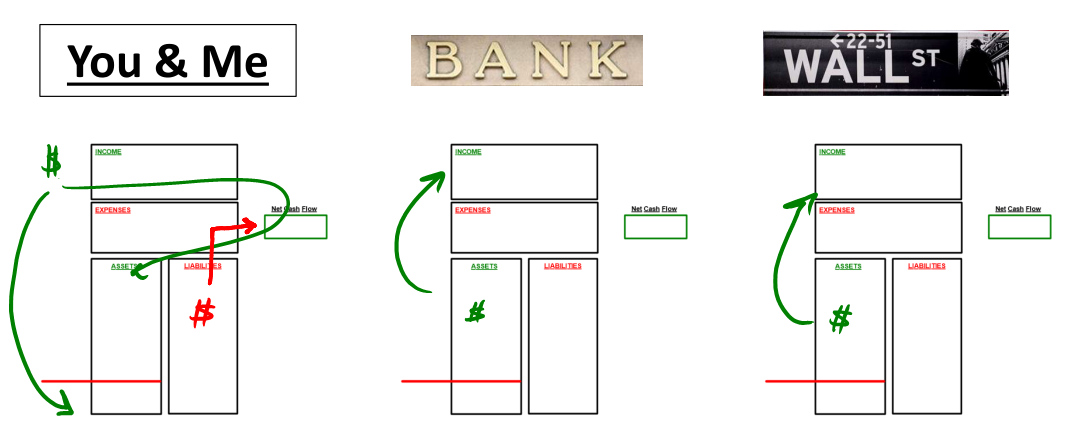 You & Me
BANK
←22-51
WALL ST
$
INCOME
EXPENSES
Net Cash Flow
ASSETS
LIABILITIES
$
INCOME
EXPENSES
Net Cash Flow
ASSETS
LIABILITIES
$
INCOME
EXPENSES
Net Cash Flow
ASSETS
LIABILITIES
$